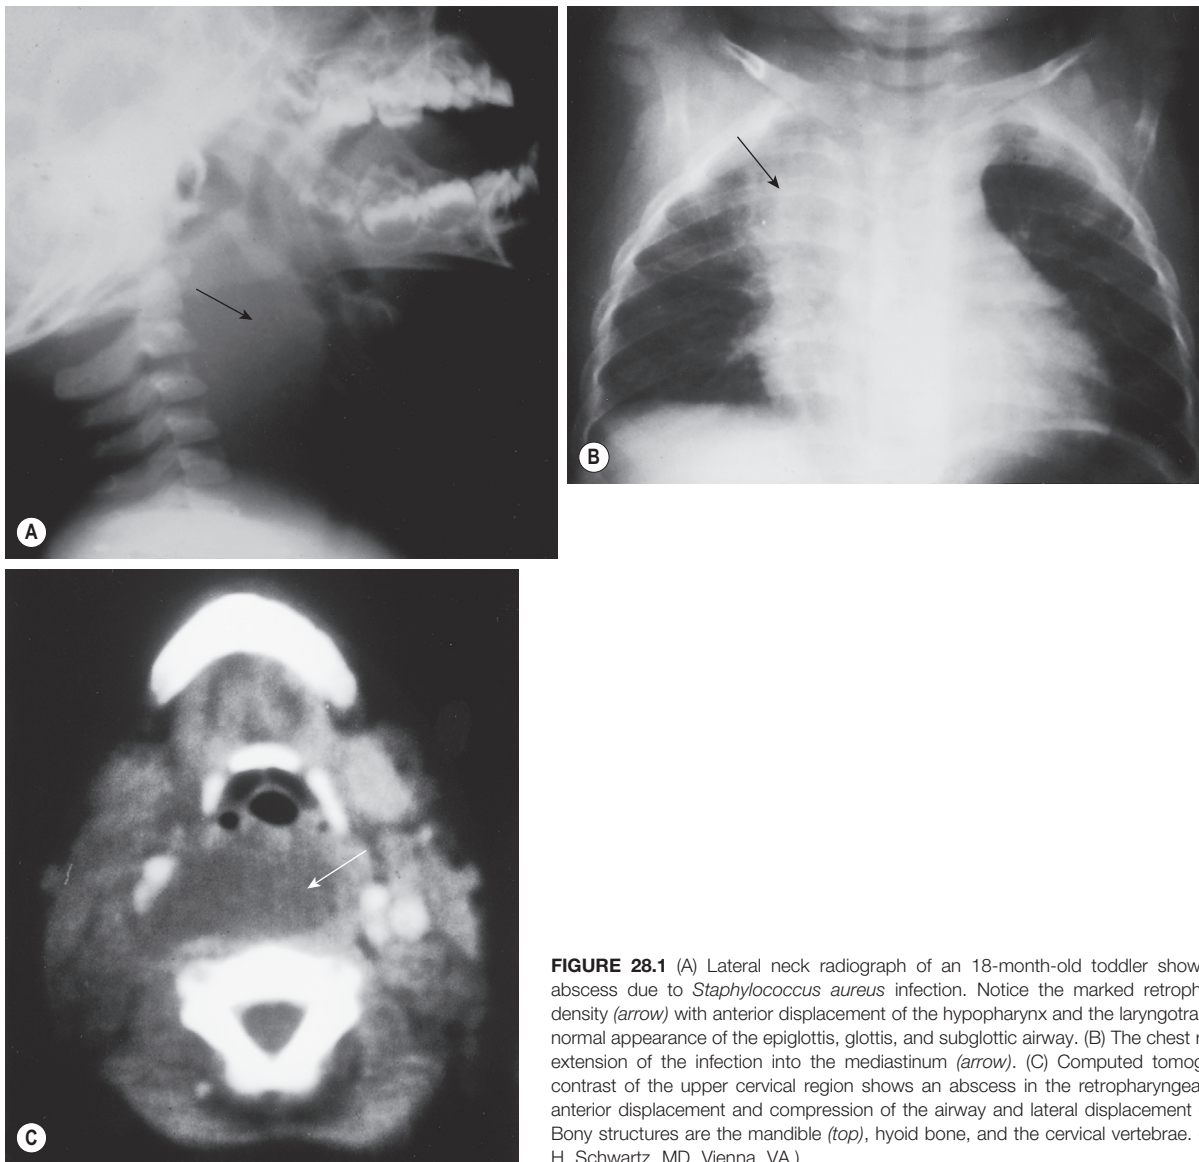 A
B
C
FIGURE 28.1 (A) Lateral neck radiograph of an 18-month-old toddler show
abscess due to Staphylococcus aureus infection. Notice the marked retroph
density (arrow) with anterior displacement of the hypopharynx and the laryngotra
normal appearance of the epiglottis, glottis, and subglottic airway. (B) The chest r
extension of the infection into the mediastinum (arrow). (C) Computed tomog
contrast of the upper cervical region shows an abscess in the retropharyngea
anterior displacement and compression of the airway and lateral displacement
Bony structures are the mandible (top), hyoid bone, and the cervical vertebrae.
H. Schwartz, MD, Vienna, VA.)